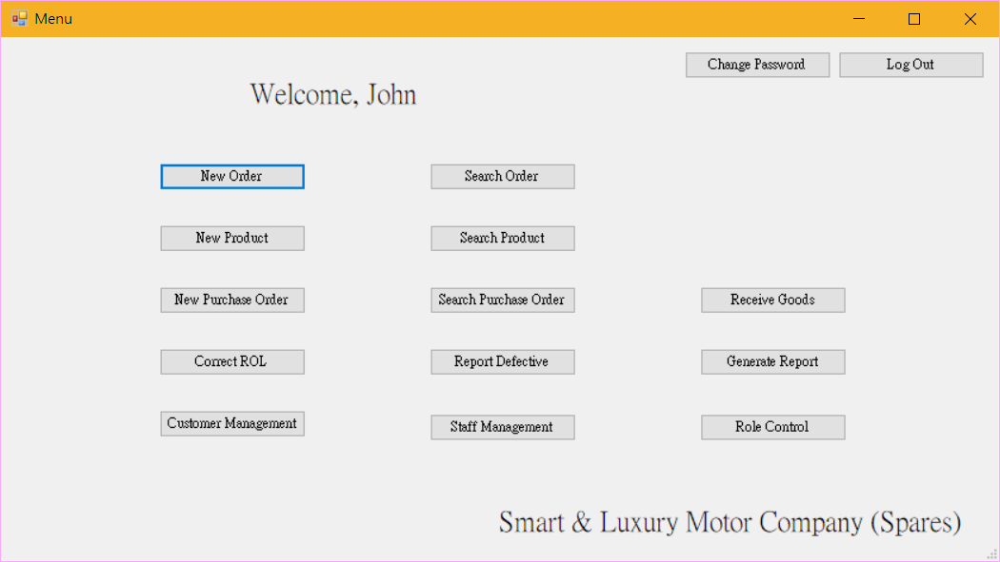 Menu
Change Password Log Out
Welcome, John
New Order Search Order
New Product Search Product
New Purchase Order Search Purchase Order Receive Goods
Correct ROL Report Defective Generate Report
Customer Management Staff Management Role Control
Smart & Luxury Motor Company (Spares)